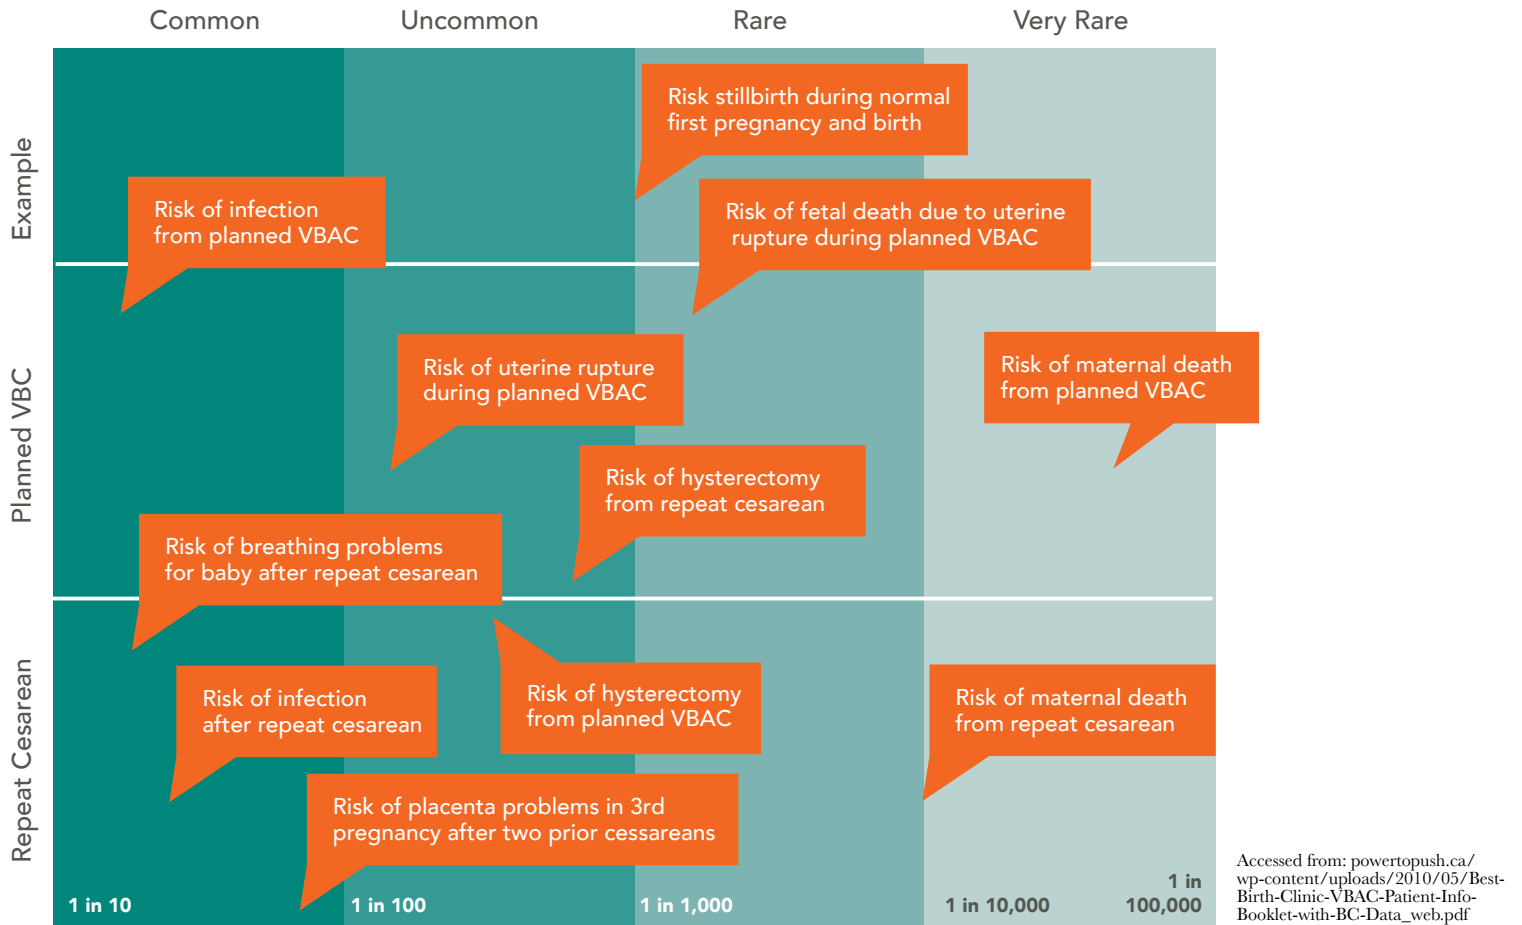 Common
Uncommon
Rare
Very Rare
Example
Risk stillbirth during normal
first pregnancy and birth
Risk of infection
from planned VBAC
Risk of fetal death due to uterine
rupture during planned VBAC
Planned VBC
Risk of uterine rupture
during planned VBAC
Risk of maternal death
from planned VBAC
Risk of hysterectomy
from repeat cesarean
Risk of breathing problems
for baby after repeat cesarean
Repeat Cesarean
Risk of infection
after repeat cesarean
Risk of hysterectomy
from planned VBAC
Risk of maternal death
from repeat cesarean
Risk of placenta problems in 3rd
pregnancy after two prior cessareans
1 in 10
1 in 100
1 in 1,000
1 in 10,000
1 in
100,000
Accessed from: powertopush.ca/
wp-content/uploads/2010/05/Best-
Birth-Clinic-VBAC-Patient-Info-
Booklet-with-BC-Data_web.pdf